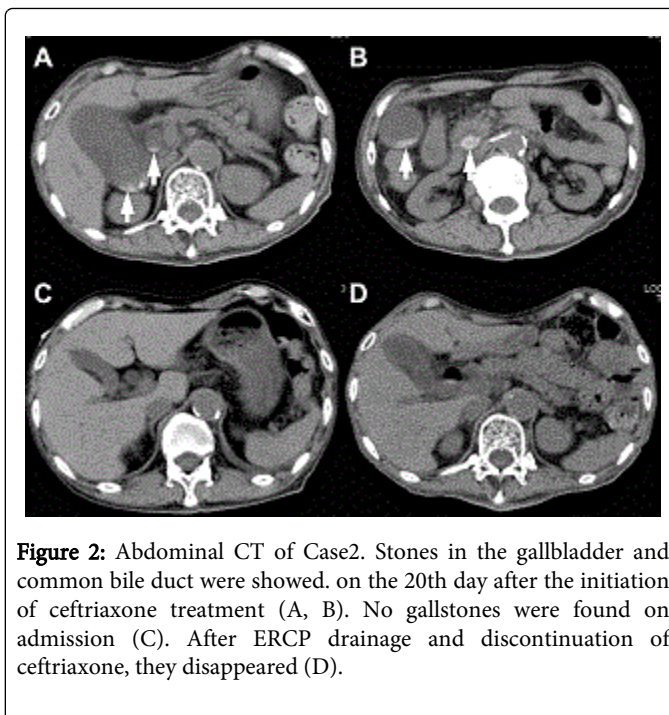 A
B
C
D
LOC
Figure 2: Abdominal CT of Case2. Stones in the gallbladder and
common bile duct were showed. on the 20th day after the initiation
of ceftriaxone treatment (A, B). No gallstones were found on
admission (C). After ERCP drainage and discontinuation of
ceftriaxone, they disappeared (D).